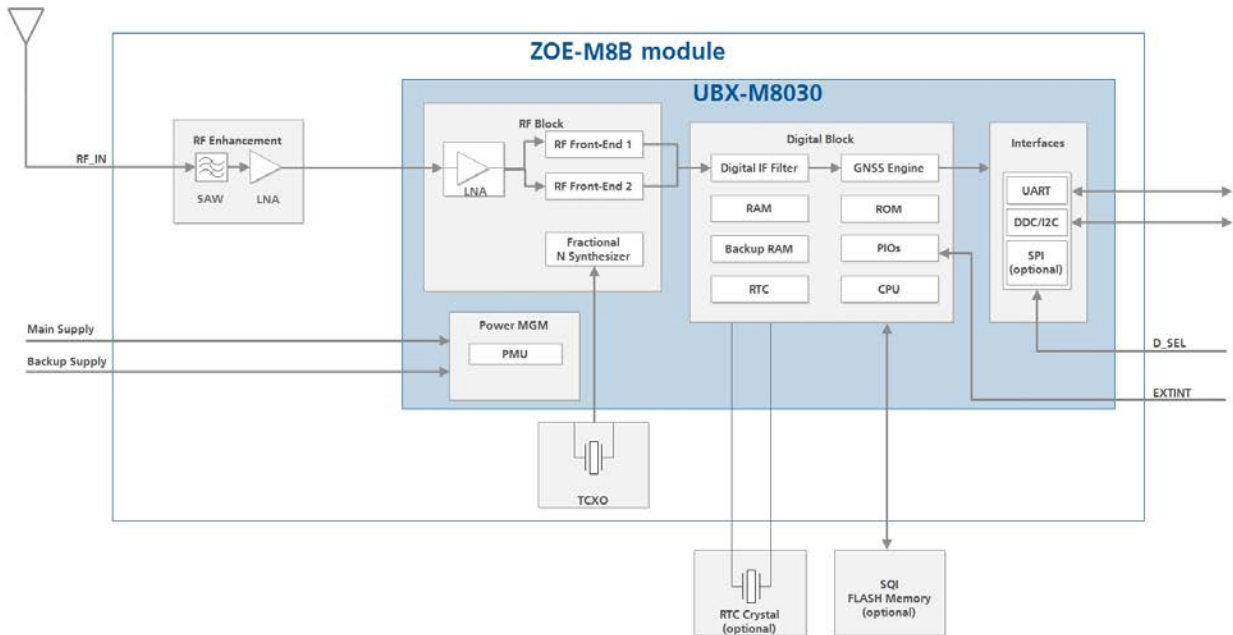 ZOE-M8B module
UBX-M8030
RF_IN
RF Enhancement
SAW
LNA
RF Block
LNA
RF Front-End 1
RF Front-End 2
Fractional
N Synthesizer
Digital Block
Digital IF Filter
GNSS Engine
RAM
ROM
Backup RAM
PIOs
RTC
CPU
Interfaces
UART
DDC/I2C
SPI
(optional)
Main Supply
Backup Supply
Power MGM
PMU
D_SEL
EXTINT
TCXO
RTC Crystal
(optional)
SQI
FLASH Memory
(optional)